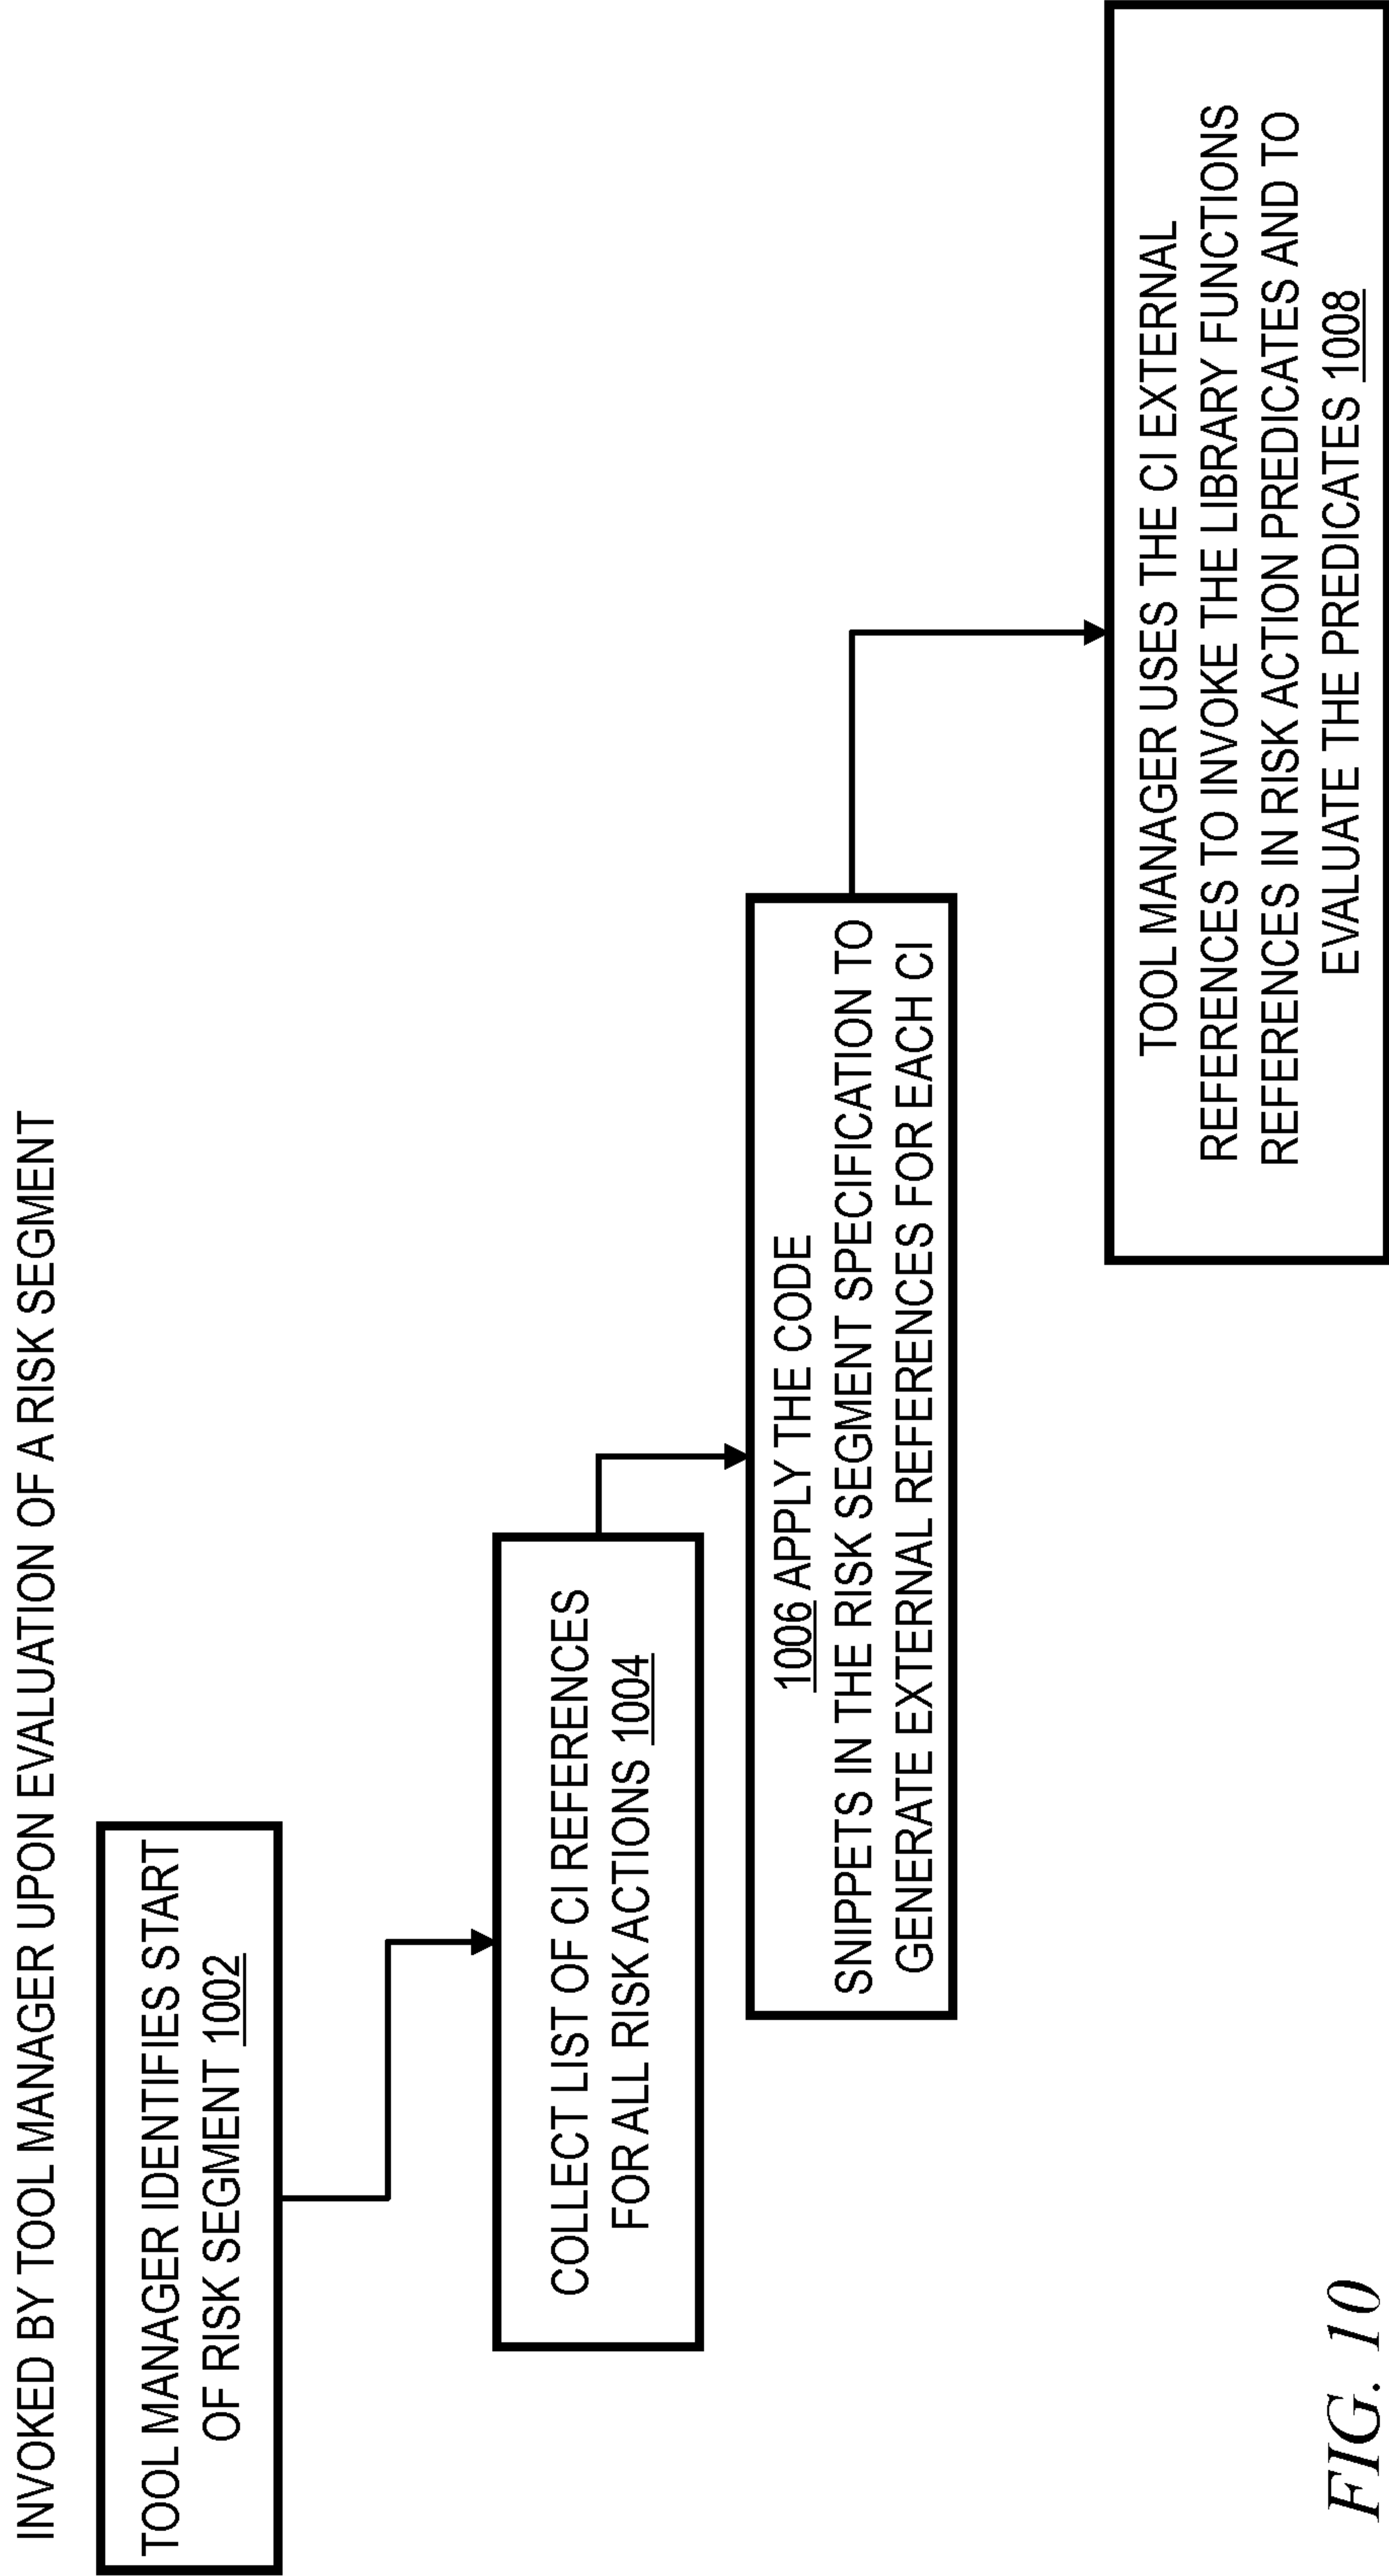 INVOKED BY TOOL MANAGER UPON EVALUATION OF A RISK SEGMENT
TOOL MANAGER IDENTIFIES START
OF RISK SEGMENT 1002
COLLECT LIST OF CI REFERENCES
FOR ALL RISK ACTIONS 1004
1006 APPLY THE CODE
SNIPPETS IN THE RISK SEGMENT SPECIFICATION TO
GENERATE EXTERNAL REFERENCES FOR EACH CI
TOOL MANAGER USES THE CI EXTERNAL
REFERENCES TO INVOKE THE LIBRARY FUNCTIONS
REFERENCES IN RISK ACTION PREDICATES AND TO
EVALUATE THE PREDICATES 1008
FIG. 10